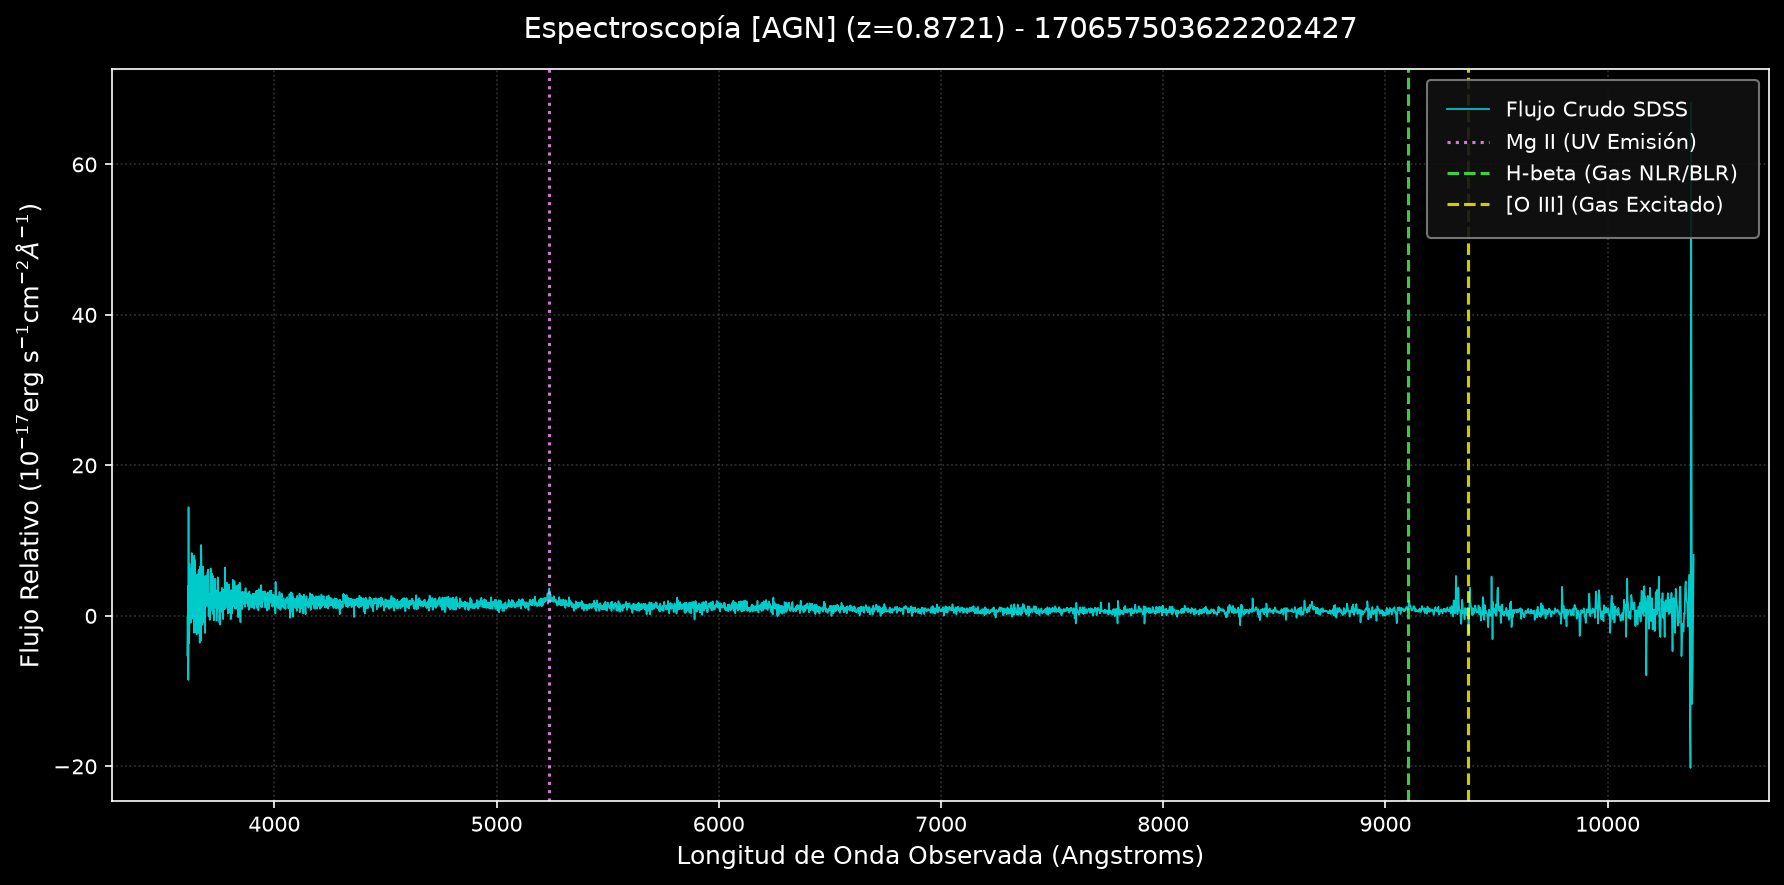 Espectroscopía [AGN] (z=0.8721) - 170657503622202427
Flujo Crudo SDSS
Mg II (UV Emisión)
H-beta (Gas NLR/BLR)
[O III] (Gas Excitado)
Flujo Relativo (10⁻¹⁷erg s⁻¹cm⁻²Å⁻¹)
60
40
20
0
−20
4000 5000 6000 7000 8000 9000 10000
Longitud de Onda Observada (Angstroms)